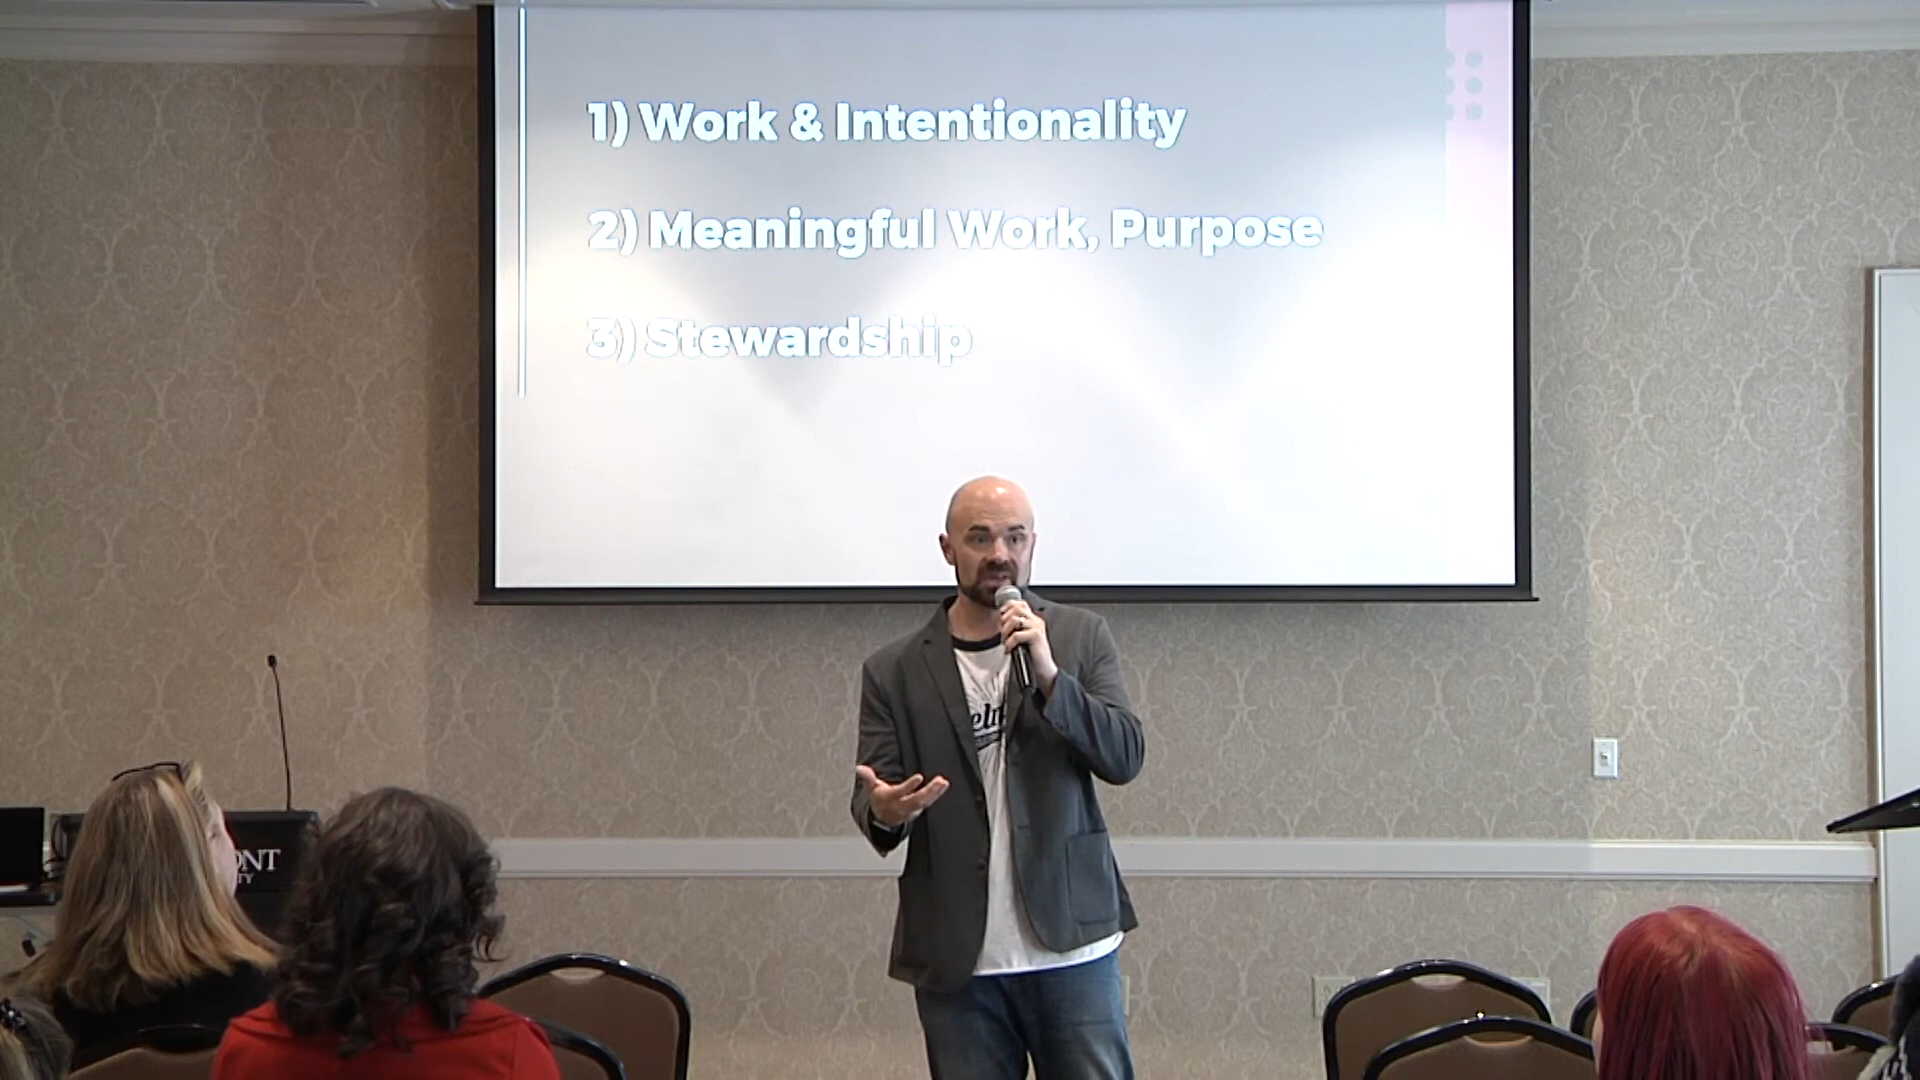 1) Work & Intentionality
2) Meaningful Work, Purpose
3) Stewardship